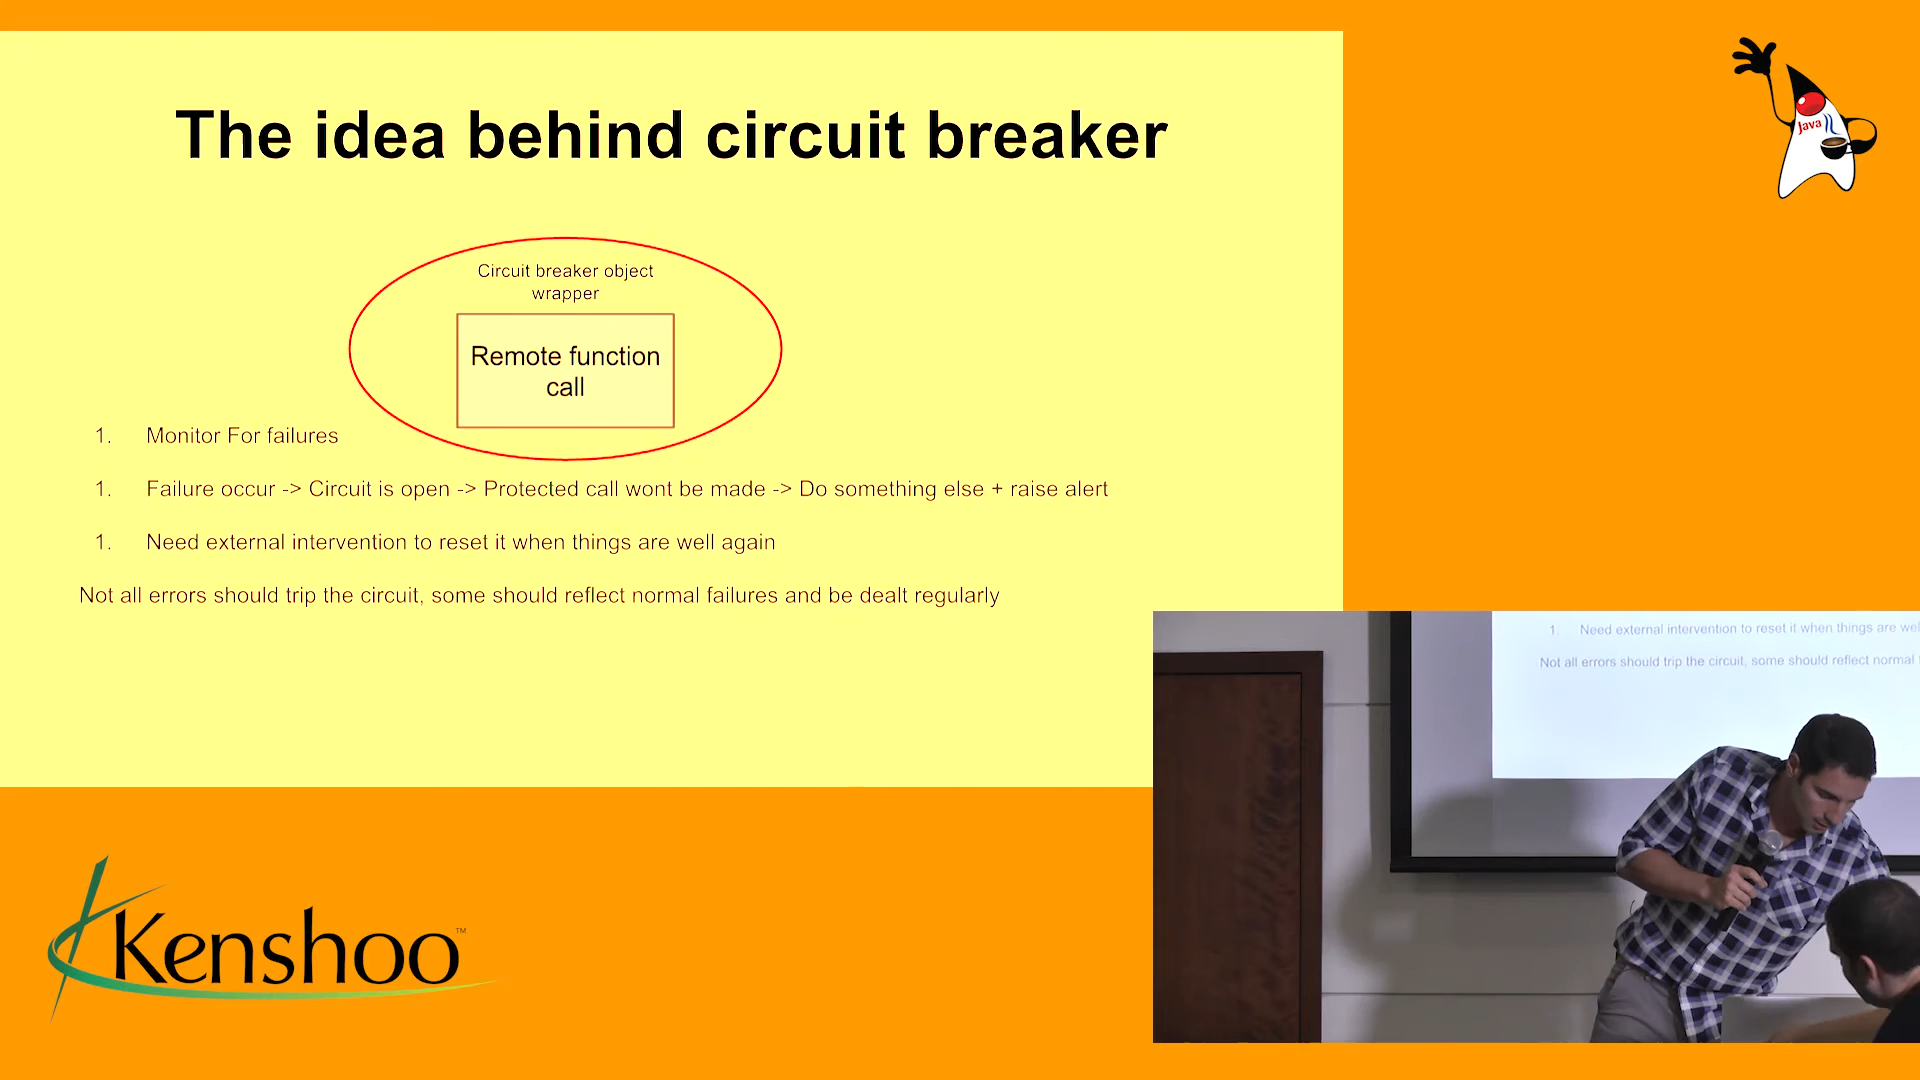 The idea behind circuit breaker
Java
Circuit breaker object
wrapper
Remote function
call
1. Monitor For failures
1. Failure occur -> Circuit is open -> Protected call wont be made -> Do something else + raise alert
1. Need external intervention to reset it when things are well again
Not all errors should trip the circuit, some should reflect normal failures and be dealt regularly
1. Need external intervention to reset it when things are wel
Not all errors should trip the circuit, some should reflect normal
Kenshoo™